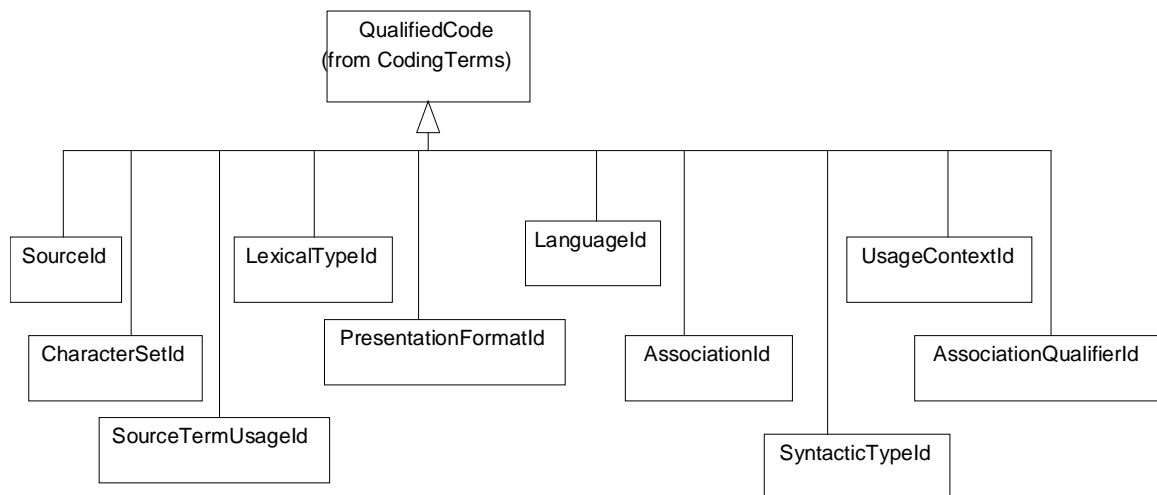 QualifiedCode
(from CodingTerms)
SourceId
LexicalTypeId
LanguageId
UsageContextId
CharacterSetId
PresentationFormatId
AssociationId
AssociationQualifierId
SourceTermUsageId
SyntacticTypeId